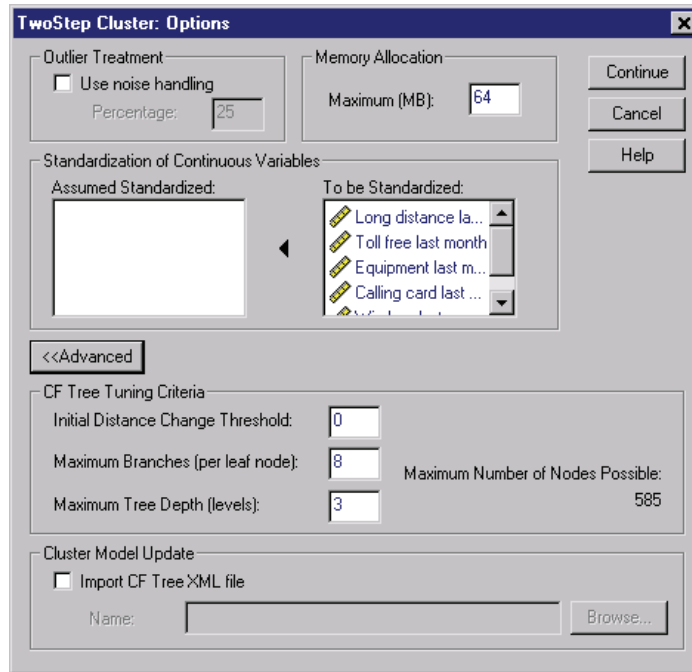 TwoStep Cluster: Options
Outlier Treatment
Use noise handling
Percentage: 25
Memory Allocation
Maximum (MB): 64
Continue
Cancel
Help
Standardization of Continuous Variables
Assumed Standardized:
To be Standardized:
Long distance la...
Toll free last month
Equipment last m...
Calling card last ...
<<Advanced
CF Tree Tuning Criteria
Initial Distance Change Threshold: 0
Maximum Branches (per leaf node): 8
Maximum Tree Depth (levels): 3
Maximum Number of Nodes Possible:
585
Cluster Model Update
Import CF Tree XML file
Name:
Browse...